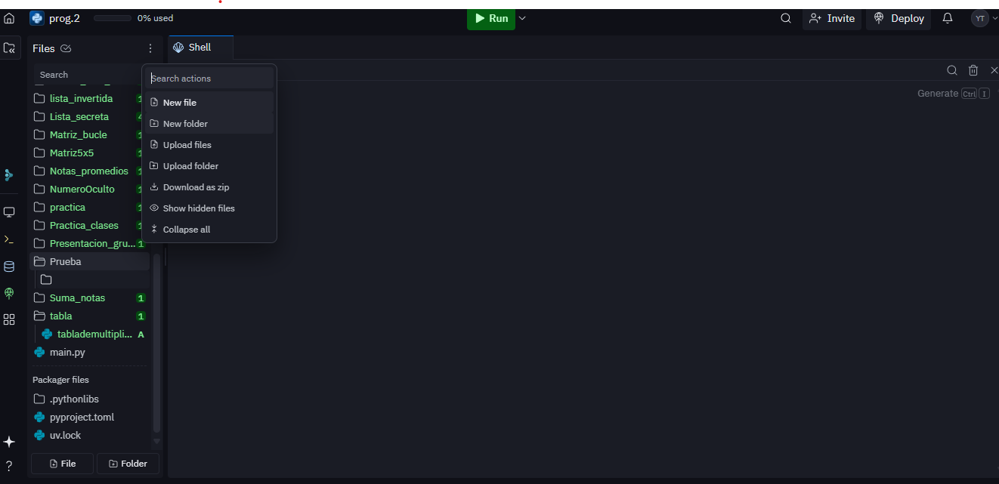 prog.2 0% used Run Invite Deploy YT
Files Shell
Search
Search actions
Generate Ctrl I
lista_invertida 1
Lista_secreta 4
Matriz_bucle 1
Matriz5x5 1
Notas_promedios 1
NumeroOculto 1
practica 1
Practica_clases 1
Presentacion_gru... 1
Prueba
Suma_notas 1
tabla 1
tablademultipli... A
main.py
New file
New folder
Upload files
Upload folder
Download as zip
Show hidden files
Collapse all
Packager files
.pythonlibs
pyproject.toml
uv.lock
File Folder
?